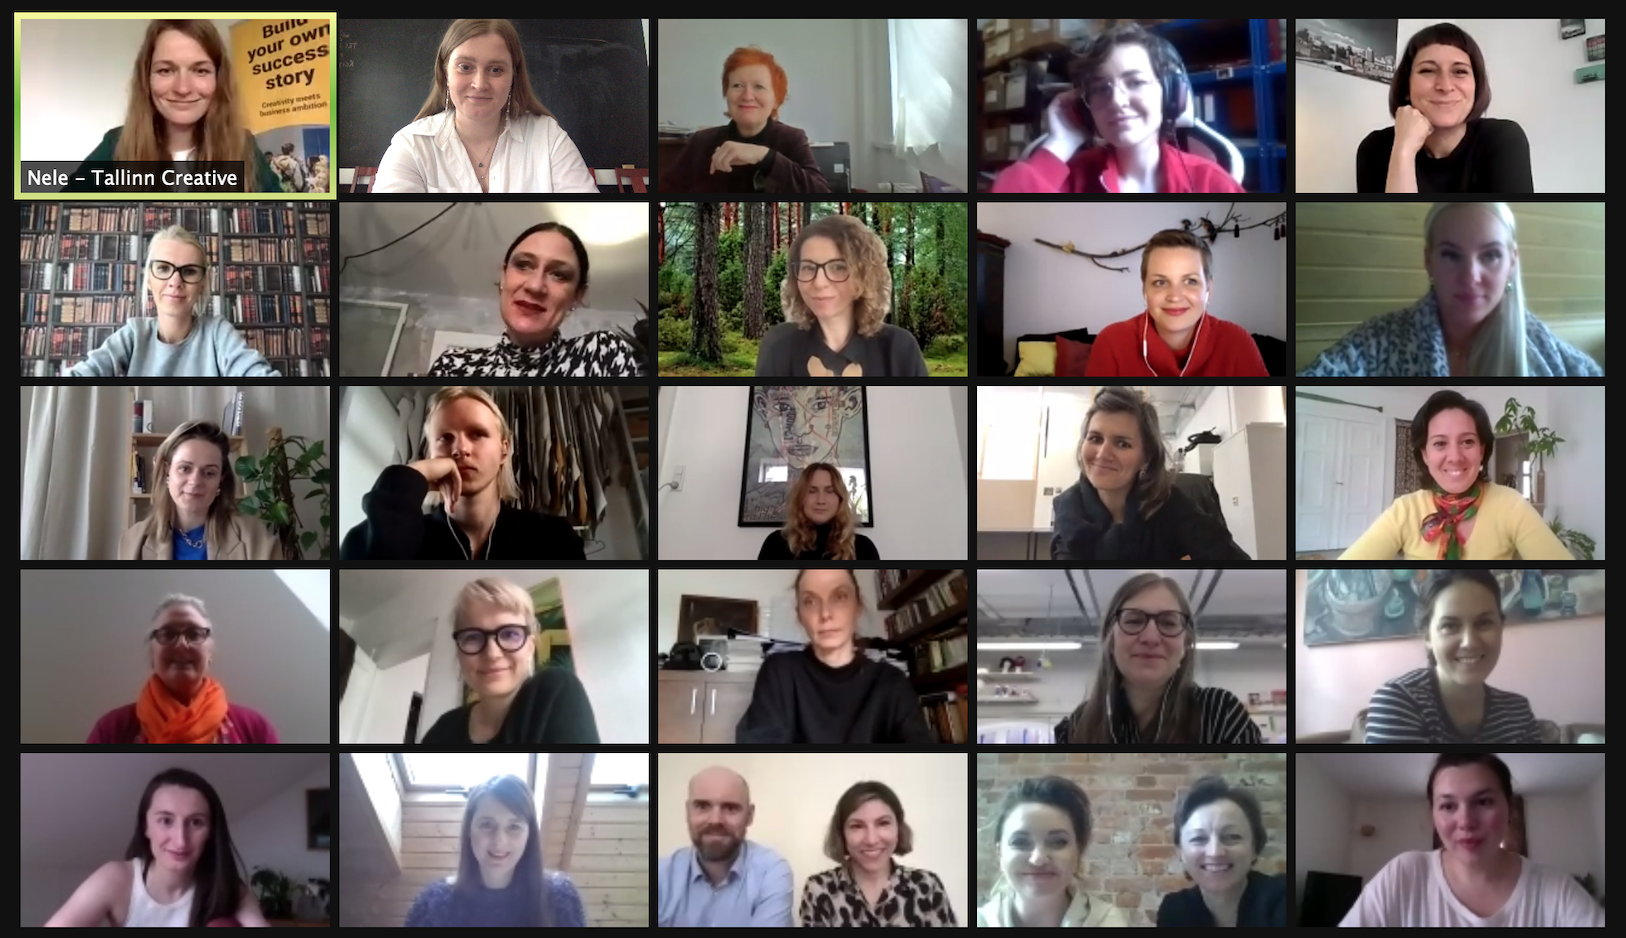 Build
your own
success
story
Creativity meets
business ambition
Nele – Tallinn Creative